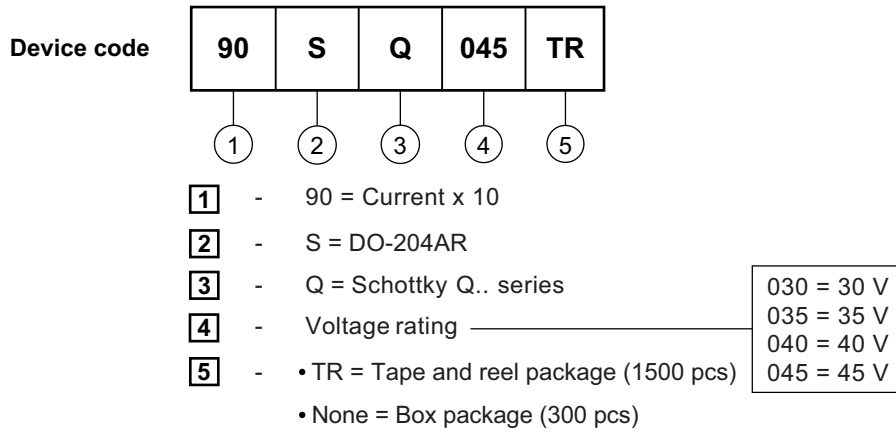 Device code 90 S Q 045 TR
1 2 3 4 5
1 - 90 = Current x 10
2 - S = DO-204AR
3 - Q = Schottky Q.. series
4 - Voltage rating
5 - • TR = Tape and reel package (1500 pcs)
• None = Box package (300 pcs)
030 = 30 V
035 = 35 V
040 = 40 V
045 = 45 V